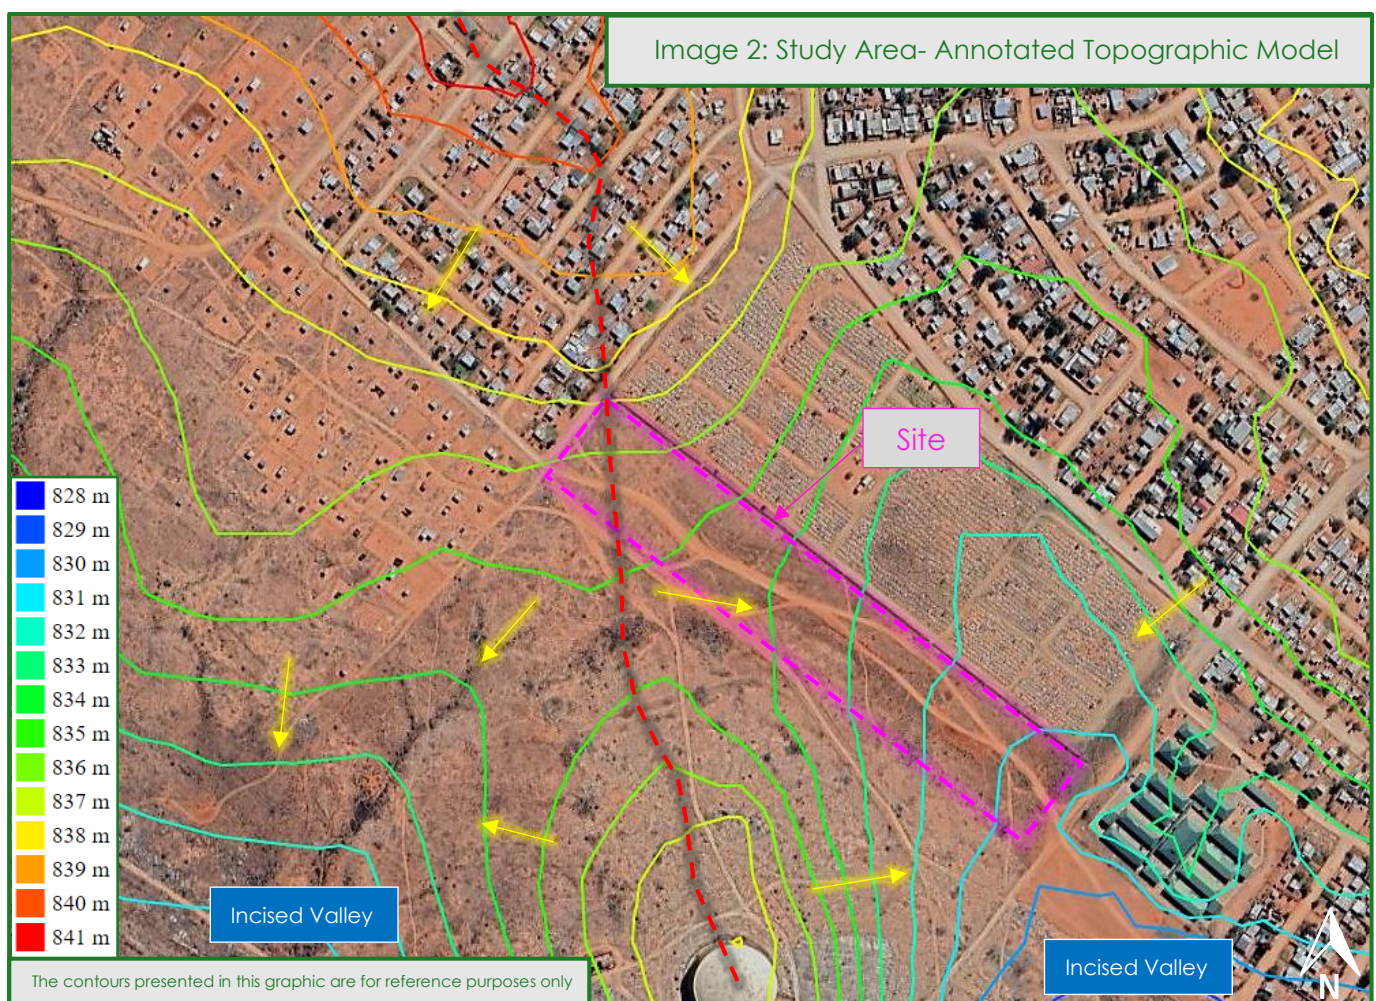 Image 2: Study Area- Annotated Topographic Model
Site
828 m
829 m
830 m
831 m
832 m
833 m
834 m
835 m
836 m
837 m
838 m
839 m
840 m
841 m
Incised Valley
Incised Valley
The contours presented in this graphic are for reference purposes only
N